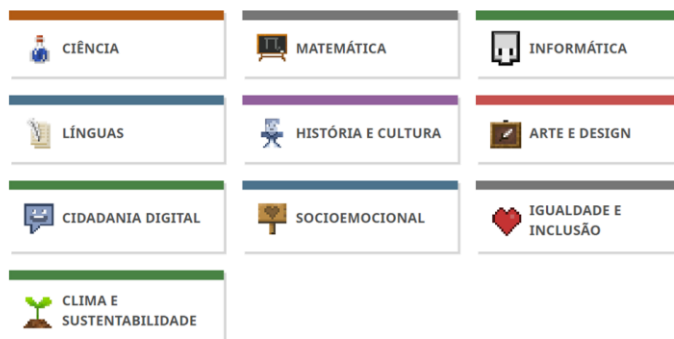 CIÊNCIA
MATEMÁTICA
INFORMÁTICA
LÍNGUAS
HISTÓRIA E CULTURA
ARTE E DESIGN
CIDADANIA DIGITAL
SOCIOEMOCIONAL
IGUALDADE E
INCLUSÃO
CLIMA E
SUSTENTABILIDADE